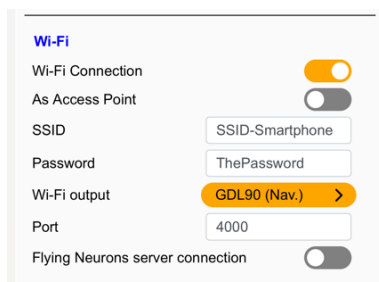 Wi-Fi
Wi-Fi Connection
As Access Point
SSID SSID-Smartphone
Password ThePassword
Wi-Fi output GDL90 (Nav.)
Port 4000
Flying Neurons server connection